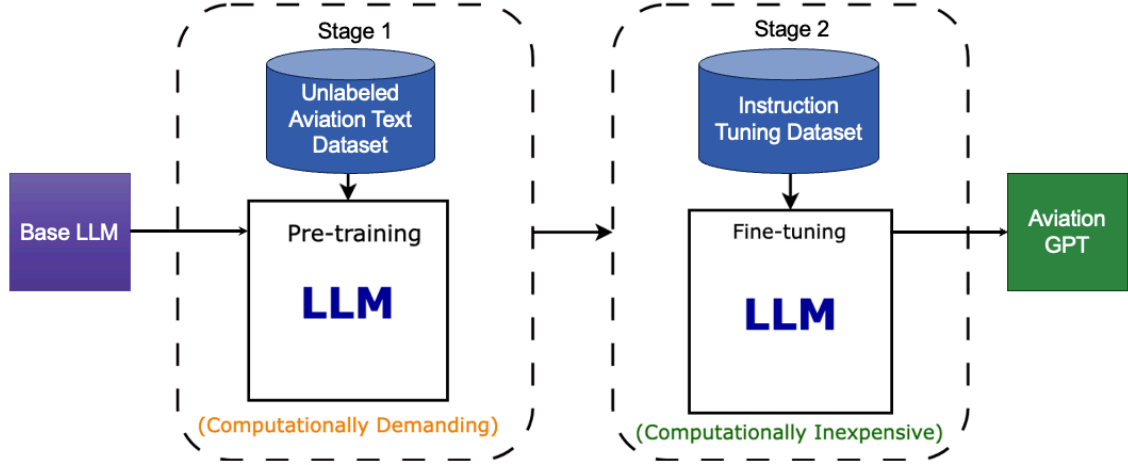 Stage 1
Unlabeled
Aviation Text
Dataset
Base LLM
Pre-training
LLM
(Computationally Demanding)
Stage 2
Instruction
Tuning Dataset
Fine-tuning
LLM
(Computationally Inexpensive)
Aviation
GPT